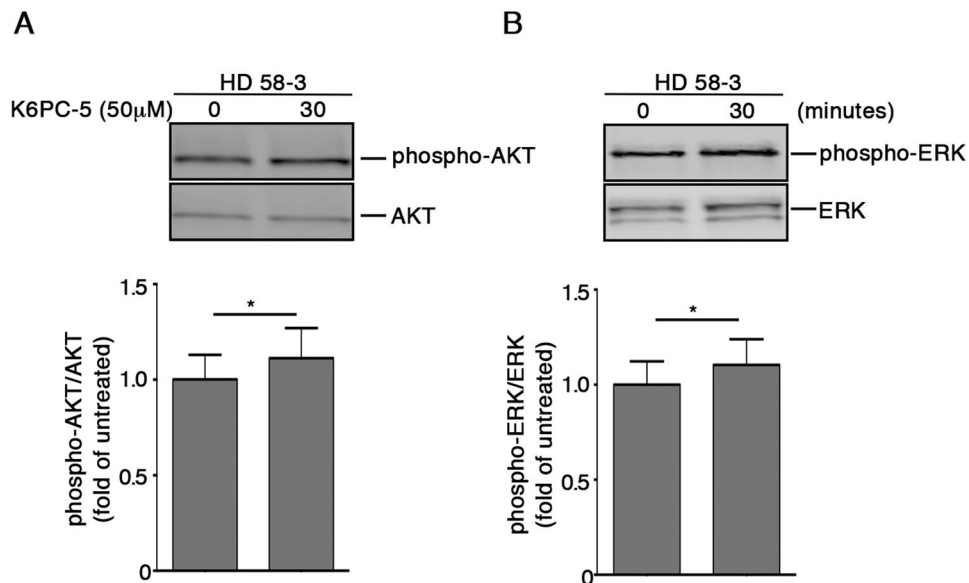 A
HD 58-3
K6PC-5 (50μM) 0 30
phospho-AKT
AKT
phospho-AKT/AKT
(fold of untreated)
1.5
1.0
0.5
0
*
B
HD 58-3
0 30 (minutes)
phospho-ERK
ERK
phospho-ERK/ERK
(fold of untreated)
1.5
1.0
0.5
0
*